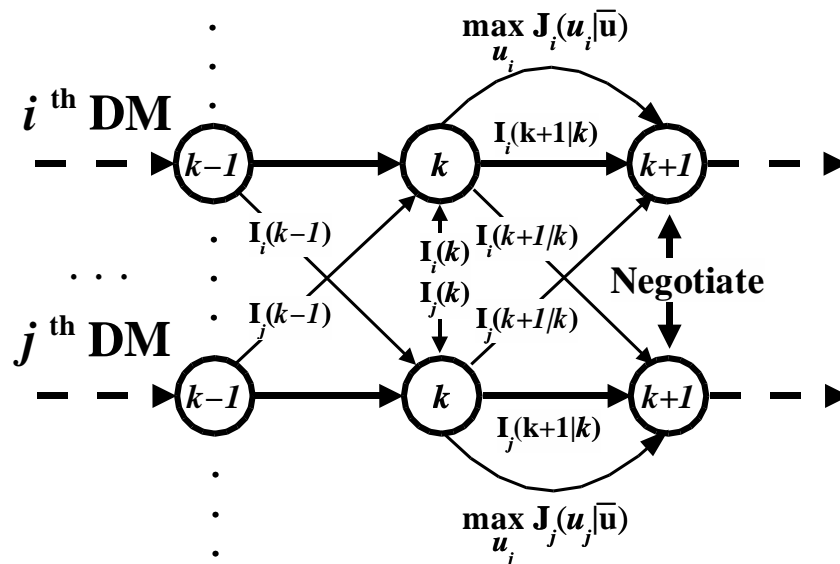 max J_i(u_i|u̅)
u_i
i th DM
I_i(k+1|k)
k−1
k
k+1
I_i(k−1)
I_i(k)
I_i(k+1/k)
. . .
Negotiate
I_j(k−1)
I_j(k)
I_j(k+1/k)
j th DM
k−1
k
k+1
I_j(k+1|k)
max J_j(u_j|u̅)
u_j